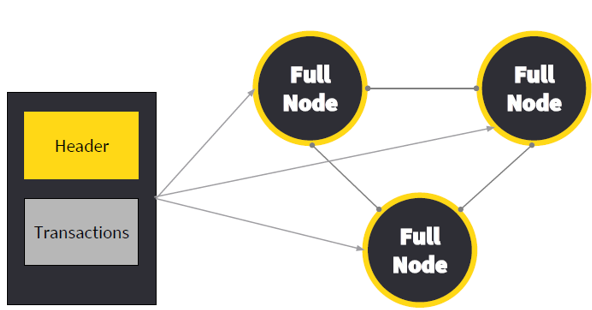 Full
Node
Full
Node
Header
Transactions
Full
Node